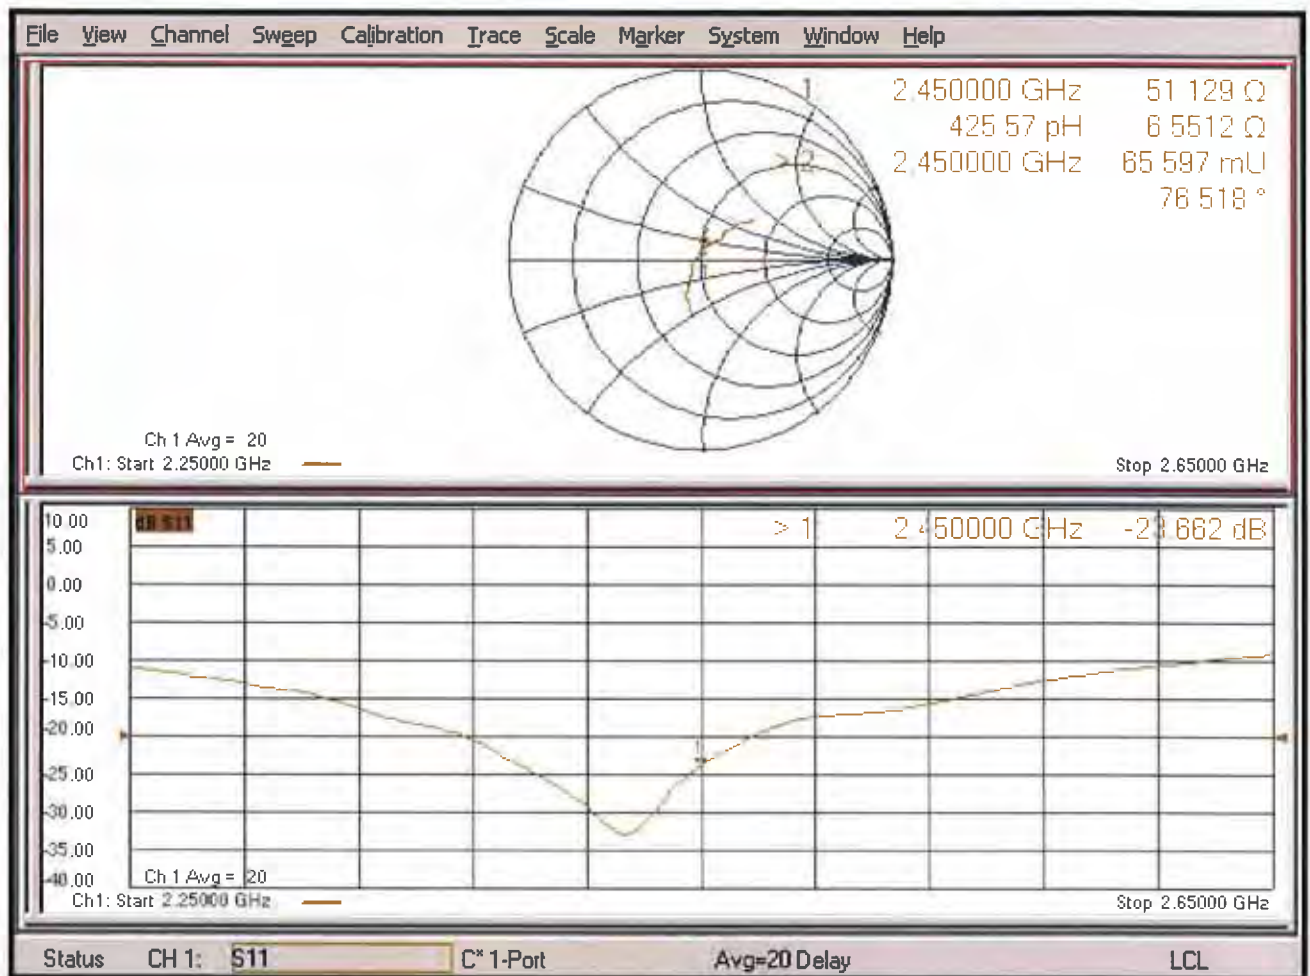 File View Channel Sweep Calibration Trace Scale Marker System Window Help
1 2.450000 GHz 51 129 Ω
425 57 pH 6 5512 Ω
> 2 2.450000 GHz 65 597 mU
76 518 °
Ch 1 Avg = 20
Ch1: Start 2.25000 GHz
Stop 2.65000 GHz
10.00
dB S11
> 1 2.450000 GHz -23.662 dB
5.00
0.00
-5.00
-10.00
-15.00
-20.00
1
-25.00
-30.00
-35.00
-40.00
Ch 1 Avg = 20
Ch1: Start 2.25000 GHz
Stop 2.65000 GHz
Status CH 1: S11 C* 1-Port Avg=20 Delay LCL